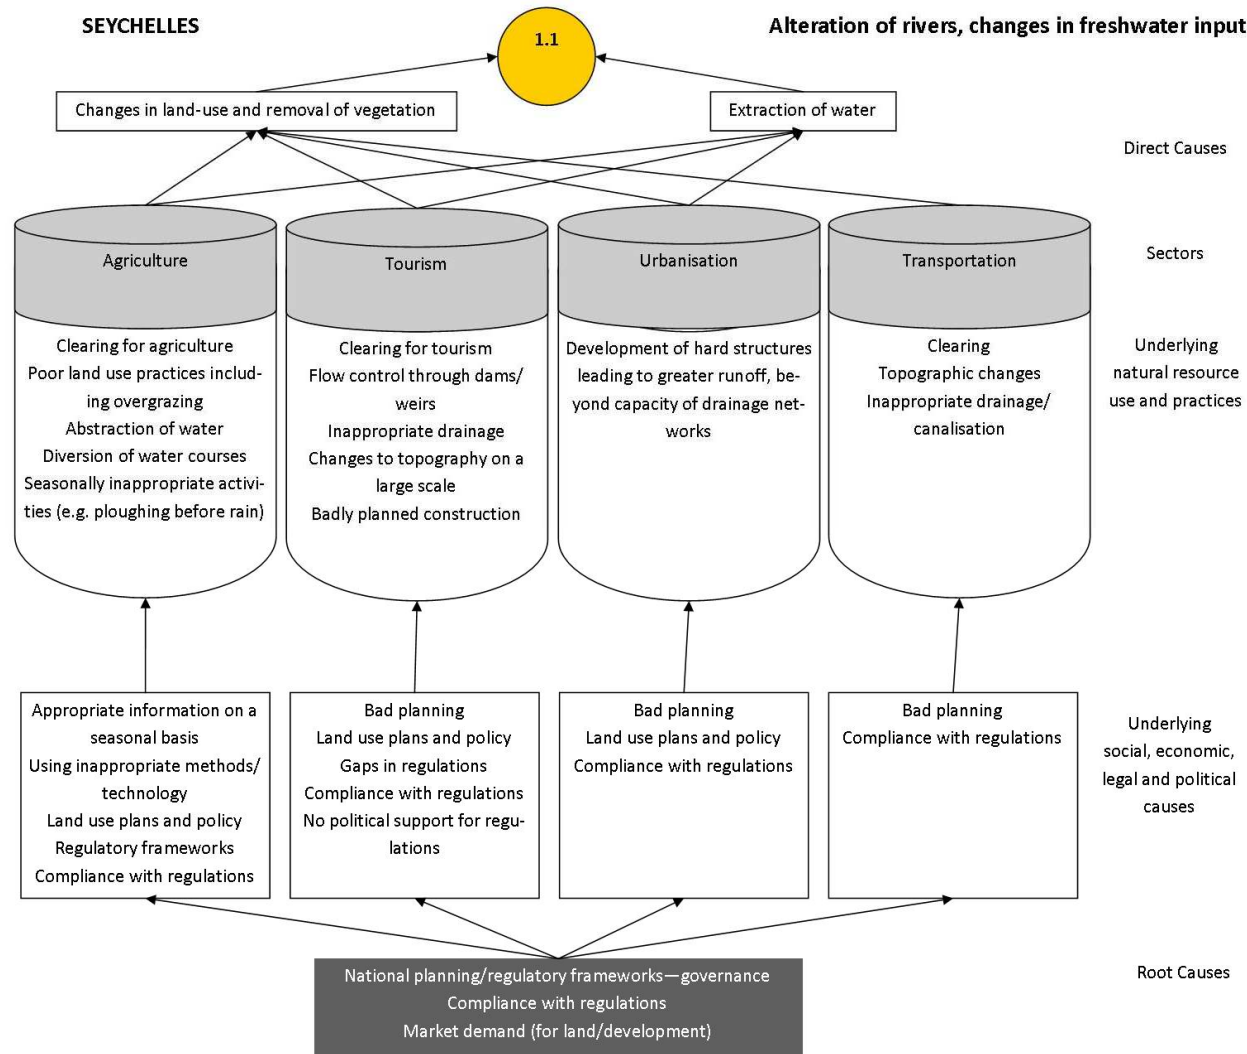 SEYCHELLES
1.1
Alteration of rivers, changes in freshwater input
Changes in land-use and removal of vegetation
Extraction of water
Direct Causes
Agriculture
Tourism
Urbanisation
Transportation
Sectors
Clearing for agriculture
Poor land use practices includ-
ing overgrazing
Abstraction of water
Diversion of water courses
Seasonally inappropriate activi-
ties (e.g. ploughing before rain)
Clearing for tourism
Flow control through dams/
weirs
Inappropriate drainage
Changes to topography on a
large scale
Badly planned construction
Development of hard structures
leading to greater runoff, be-
yond capacity of drainage net-
works
Clearing
Topographic changes
Inappropriate drainage/
canalisation
Underlying
natural resource
use and practices
Appropriate information on a
seasonal basis
Using inappropriate methods/
technology
Land use plans and policy
Regulatory frameworks
Compliance with regulations
Bad planning
Land use plans and policy
Gaps in regulations
Compliance with regulations
No political support for regu-
lations
Bad planning
Land use plans and policy
Compliance with regulations
Bad planning
Compliance with regulations
Underlying
social, economic,
legal and political
causes
National planning/regulatory frameworks—governance
Compliance with regulations
Market demand (for land/development)
Root Causes